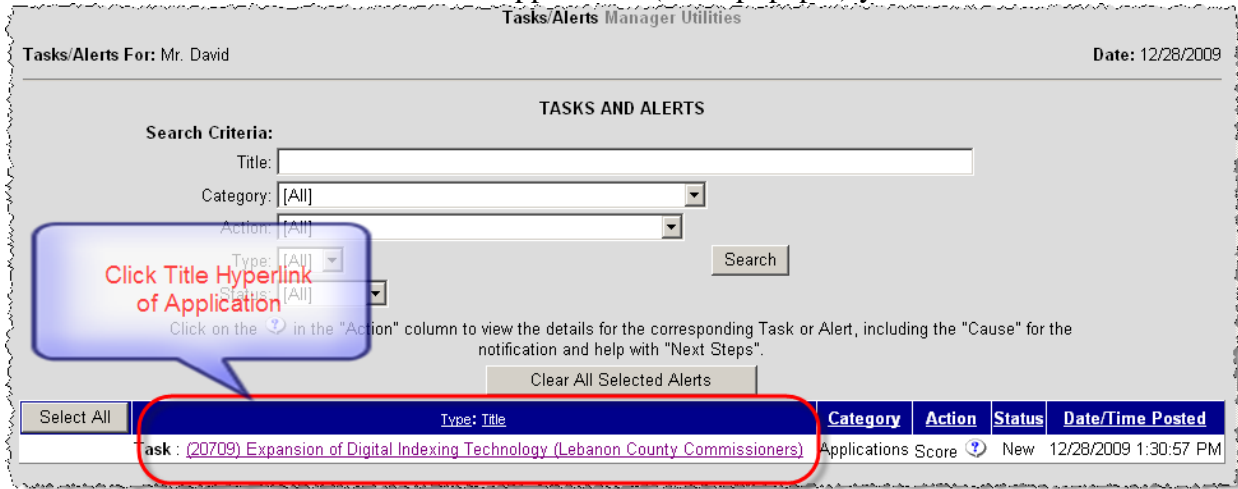 Tasks/Alerts Manager Utilities
Tasks/Alerts For: Mr. David Date: 12/28/2009
TASKS AND ALERTS
Search Criteria:
Title:
Category: [All]
Action: [All]
Type: [All] Search
Status: [All]
Click Title Hyperlink
of Application
Click on the ? in the "Action" column to view the details for the corresponding Task or Alert, including the "Cause" for the
notification and help with "Next Steps".
Clear All Selected Alerts
Select All Type: Title Category Action Status Date/Time Posted
Task : (20709) Expansion of Digital Indexing Technology (Lebanon County Commissioners) Applications Score ? New 12/28/2009 1:30:57 PM